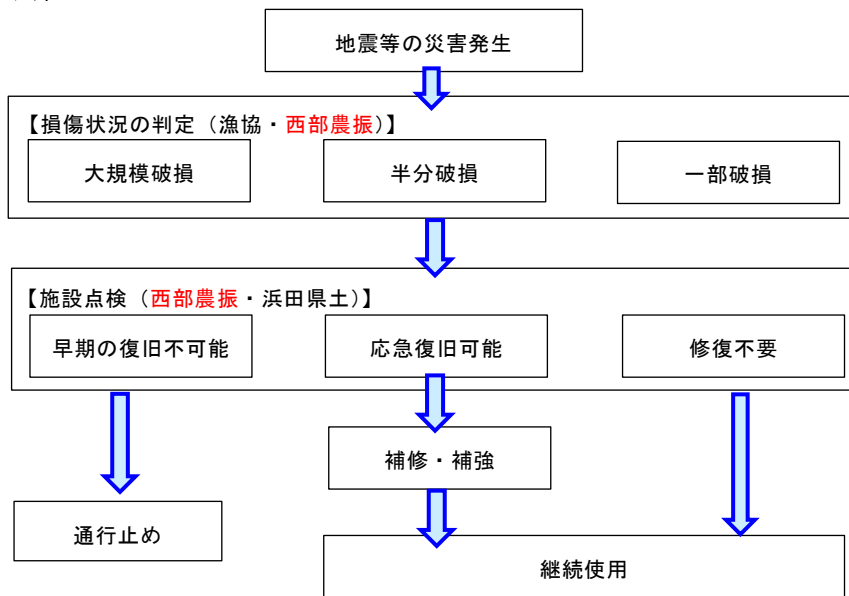 地震等の災害発生
【損傷状況の判定（漁協・西部農振）】
大規模破損
半分破損
一部破損
【施設点検（西部農振・浜田県土）】
早期の復旧不可能
応急復旧可能
修復不要
補修・補強
通行止め
継続使用